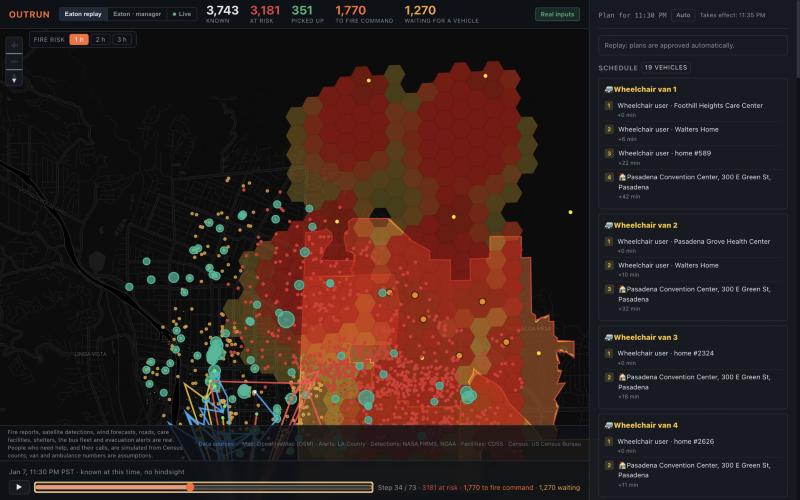 OUTRUN
Eaton replay
Eaton · manager
Live
3,743
KNOWN
3,181
AT RISK
351
PICKED UP
1,770
TO FIRE COMMAND
1,270
WAITING FOR A VEHICLE
Real inputs
FIRE RISK
1 h
2 h
3 h
LINDA VISTA
Fire reports, satellite detections, wind forecasts, roads, care
facilities, shelters, the bus fleet and evacuation alerts are real.
People who need help, and their calls, are simulated from Census
counts; van and ambulance numbers are assumptions.
Jan 7, 11:30 PM PST · known at this time, no hindsight
Step 34 / 73 · 3181 at risk · 1,770 to fire command · 1,270 waiting
Plan for 11:30 PM
Auto
Takes effect: 11:35 PM
Replay: plans are approved automatically.
SCHEDULE
19 VEHICLES
Wheelchair van 1
1
Wheelchair user · Foothill Heights Care Center
+0 min
2
Wheelchair user · Walters Home
+6 min
3
Wheelchair user · home #589
+22 min
4
Pasadena Convention Center, 300 E Green St,
Pasadena
+42 min
Wheelchair van 2
1
Wheelchair user · Pasadena Grove Health Center
+0 min
2
Wheelchair user · Walters Home
+10 min
3
Pasadena Convention Center, 300 E Green St,
Pasadena
+32 min
Wheelchair van 3
1
Wheelchair user · home #2324
+0 min
2
Pasadena Convention Center, 300 E Green St,
Pasadena
+18 min
Wheelchair van 4
1
Wheelchair user · home #2626
+0 min
2
Pasadena Convention Center, 300 E Green St,
Pasadena
+11 min